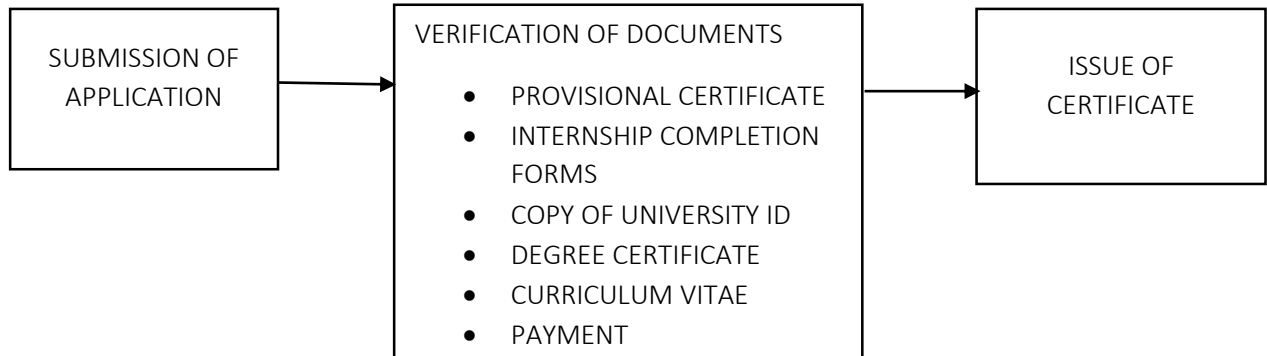 SUBMISSION OF
APPLICATION
VERIFICATION OF DOCUMENTS
• PROVISIONAL CERTIFICATE
• INTERNSHIP COMPLETION
FORMS
• COPY OF UNIVERSITY ID
• DEGREE CERTIFICATE
• CURRICULUM VITAE
• PAYMENT
ISSUE OF
CERTIFICATE